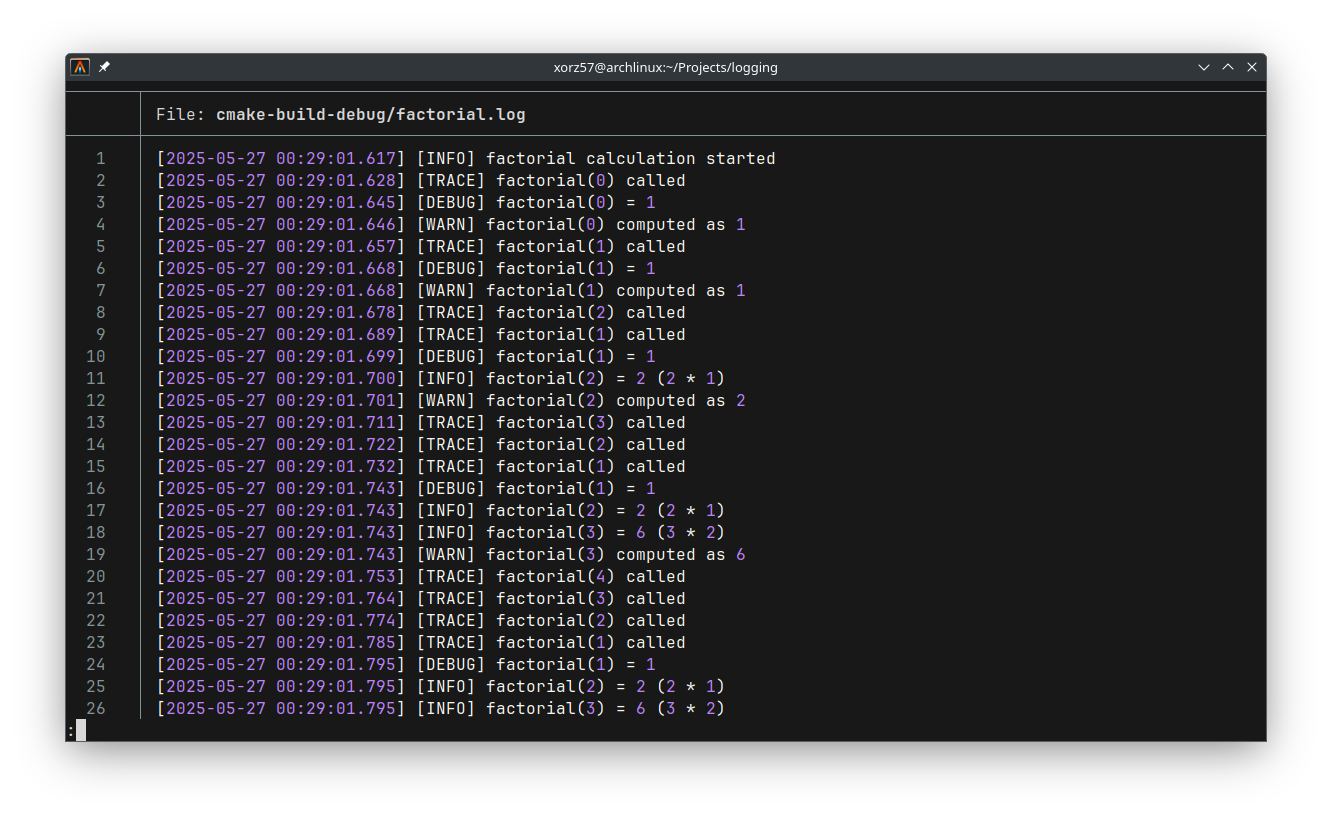 xorz57@archlinux:~/Projects/logging
File: cmake-build-debug/factorial.log
1 [2025-05-27 00:29:01.617] [INFO] factorial calculation started
2 [2025-05-27 00:29:01.628] [TRACE] factorial(0) called
3 [2025-05-27 00:29:01.645] [DEBUG] factorial(0) = 1
4 [2025-05-27 00:29:01.646] [WARN] factorial(0) computed as 1
5 [2025-05-27 00:29:01.657] [TRACE] factorial(1) called
6 [2025-05-27 00:29:01.668] [DEBUG] factorial(1) = 1
7 [2025-05-27 00:29:01.668] [WARN] factorial(1) computed as 1
8 [2025-05-27 00:29:01.678] [TRACE] factorial(2) called
9 [2025-05-27 00:29:01.689] [TRACE] factorial(1) called
10 [2025-05-27 00:29:01.699] [DEBUG] factorial(1) = 1
11 [2025-05-27 00:29:01.700] [INFO] factorial(2) = 2 (2 * 1)
12 [2025-05-27 00:29:01.701] [WARN] factorial(2) computed as 2
13 [2025-05-27 00:29:01.711] [TRACE] factorial(3) called
14 [2025-05-27 00:29:01.722] [TRACE] factorial(2) called
15 [2025-05-27 00:29:01.732] [TRACE] factorial(1) called
16 [2025-05-27 00:29:01.743] [DEBUG] factorial(1) = 1
17 [2025-05-27 00:29:01.743] [INFO] factorial(2) = 2 (2 * 1)
18 [2025-05-27 00:29:01.743] [INFO] factorial(3) = 6 (3 * 2)
19 [2025-05-27 00:29:01.743] [WARN] factorial(3) computed as 6
20 [2025-05-27 00:29:01.753] [TRACE] factorial(4) called
21 [2025-05-27 00:29:01.764] [TRACE] factorial(3) called
22 [2025-05-27 00:29:01.774] [TRACE] factorial(2) called
23 [2025-05-27 00:29:01.785] [TRACE] factorial(1) called
24 [2025-05-27 00:29:01.795] [DEBUG] factorial(1) = 1
25 [2025-05-27 00:29:01.795] [INFO] factorial(2) = 2 (2 * 1)
26 [2025-05-27 00:29:01.795] [INFO] factorial(3) = 6 (3 * 2)
: